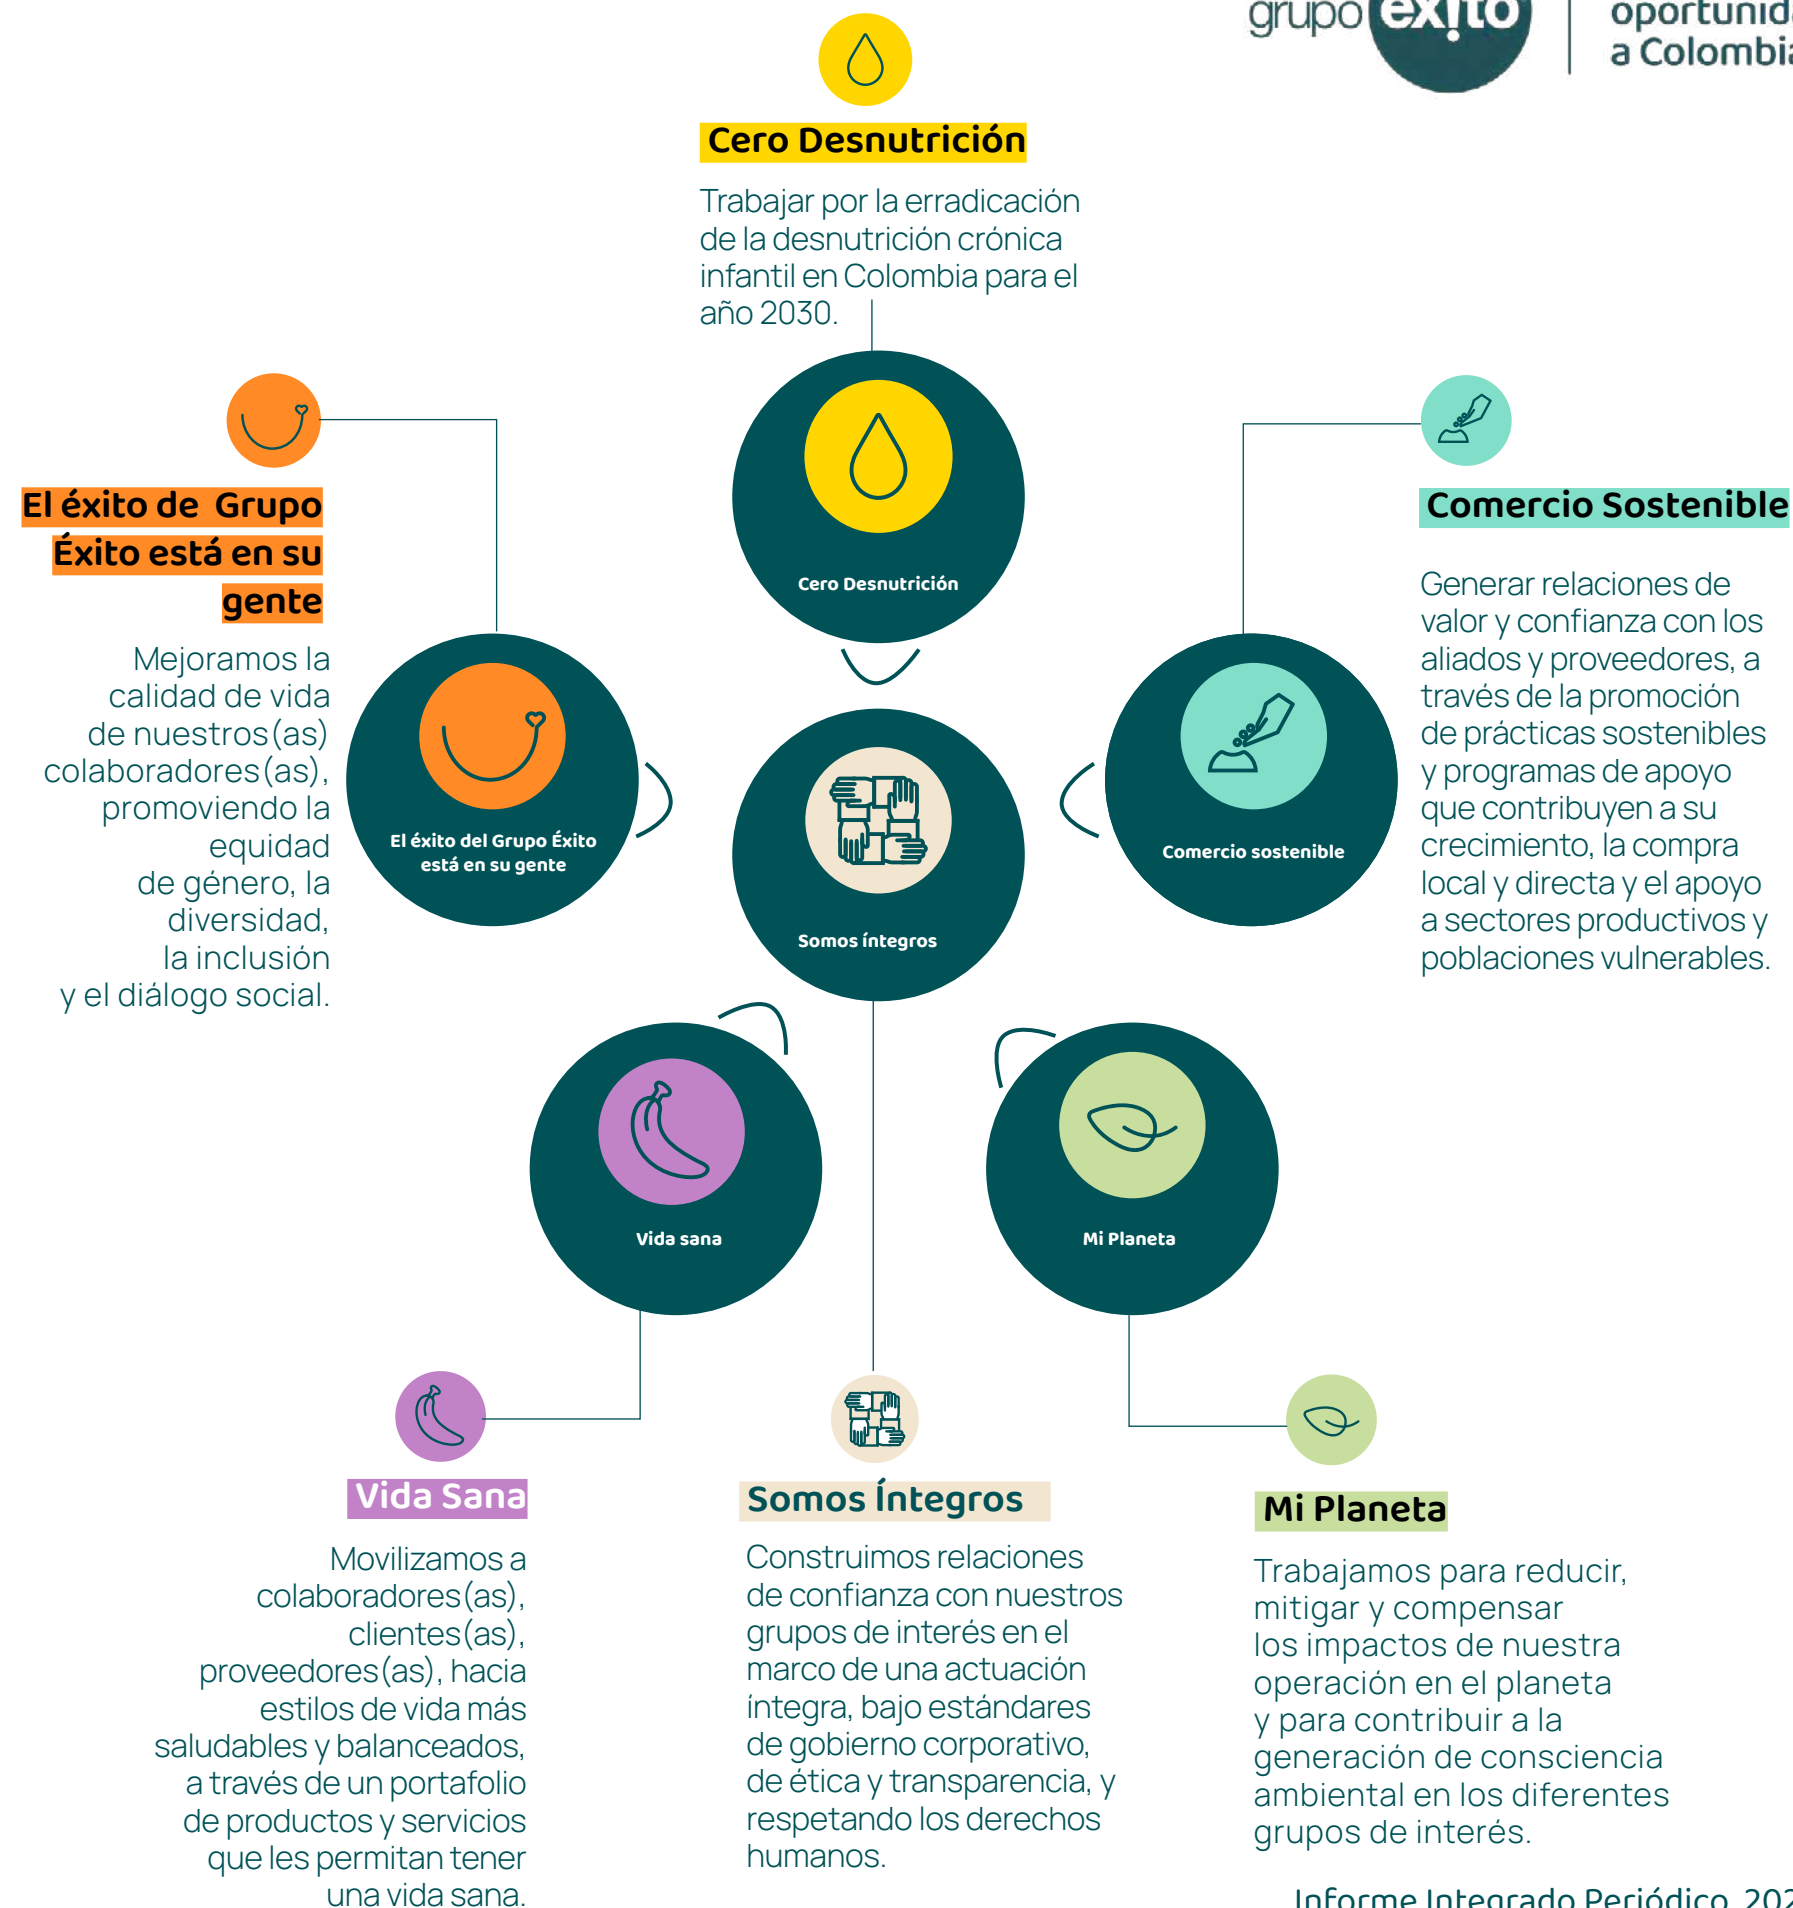 grupo éxito
a Colombia
Cero Desnutrición
Trabajar por la erradicación
de la desnutrición crónica
infantil en Colombia para el
año 2030.
Cero Desnutrición
El éxito de Grupo
Éxito está en su
gente
Mejoramos la
calidad de vida
de nuestros(as)
colaboradores(as),
promoviendo la
equidad
de género, la
diversidad,
la inclusión
y el diálogo social.
El éxito del Grupo Éxito
está en su gente
Somos íntegros
Comercio sostenible
Comercio Sostenible
Generar relaciones de
valor y confianza con los
aliados y proveedores, a
través de la promoción
de prácticas sostenibles
y programas de apoyo
que contribuyen a su
crecimiento, la compra
local y directa y el apoyo
a sectores productivos y
poblaciones vulnerables.
Vida sana
Mi Planeta
Vida Sana
Movilizamos a
colaboradores(as),
clientes(as),
proveedores(as), hacia
estilos de vida más
saludables y balanceados,
a través de un portafolio
de productos y servicios
que les permitan tener
una vida sana.
Somos Íntegros
Construimos relaciones
de confianza con nuestros
grupos de interés en el
marco de una actuación
íntegra, bajo estándares
de gobierno corporativo,
de ética y transparencia, y
respetando los derechos
humanos.
Mi Planeta
Trabajamos para reducir,
mitigar y compensar
los impactos de nuestra
operación en el planeta
y para contribuir a la
generación de consciencia
ambiental en los diferentes
grupos de interés.
Informe Integrado Periódico